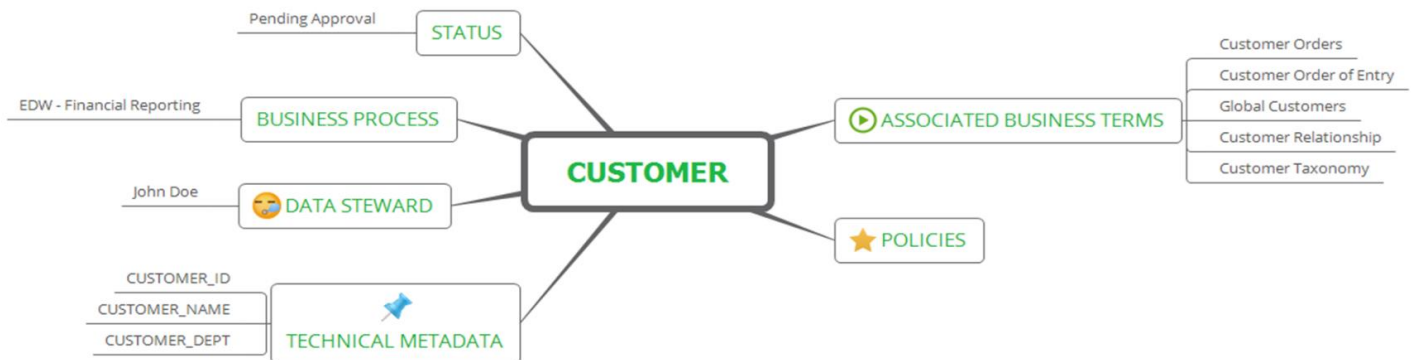 Pending Approval
STATUS
EDW - Financial Reporting
BUSINESS PROCESS
John Doe
DATA STEWARD
CUSTOMER_ID
CUSTOMER_NAME
CUSTOMER_DEPT
TECHNICAL METADATA
CUSTOMER
ASSOCIATED BUSINESS TERMS
Customer Orders
Customer Order of Entry
Global Customers
Customer Relationship
Customer Taxonomy
POLICIES